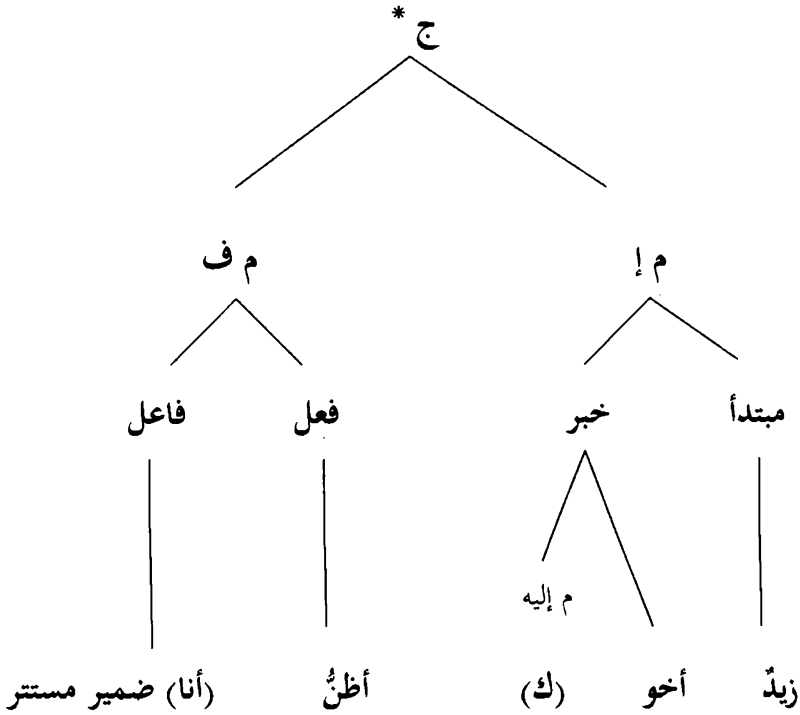 ج *
م إ م ف
مبتدأ خبر فعل فاعل
م إليه
زيدٌ أخو (ك) أظنُّ (أنا) ضمير مستتر